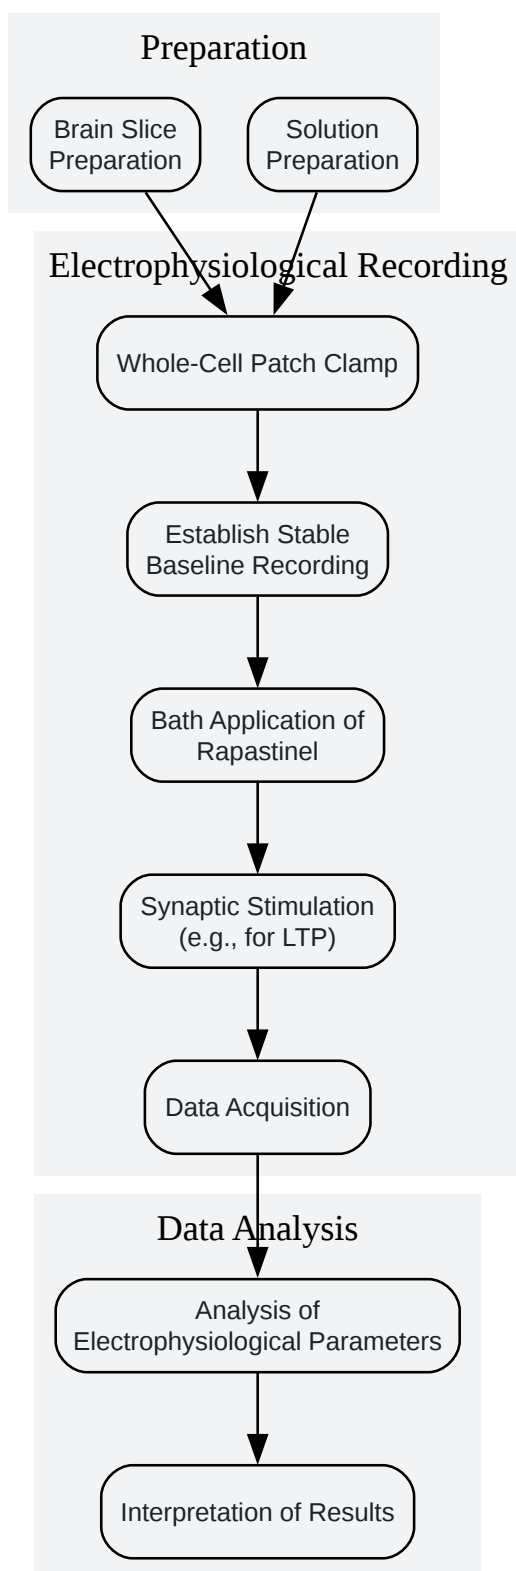 Preparation
Brain Slice
Preparation
Solution
Preparation
Electrophysiological Recording
Whole-Cell Patch Clamp
Establish Stable
Baseline Recording
Bath Application of
Rapastinel
Synaptic Stimulation
(e.g., for LTP)
Data Acquisition
Data Analysis
Analysis of
Electrophysiological Parameters
Interpretation of Results